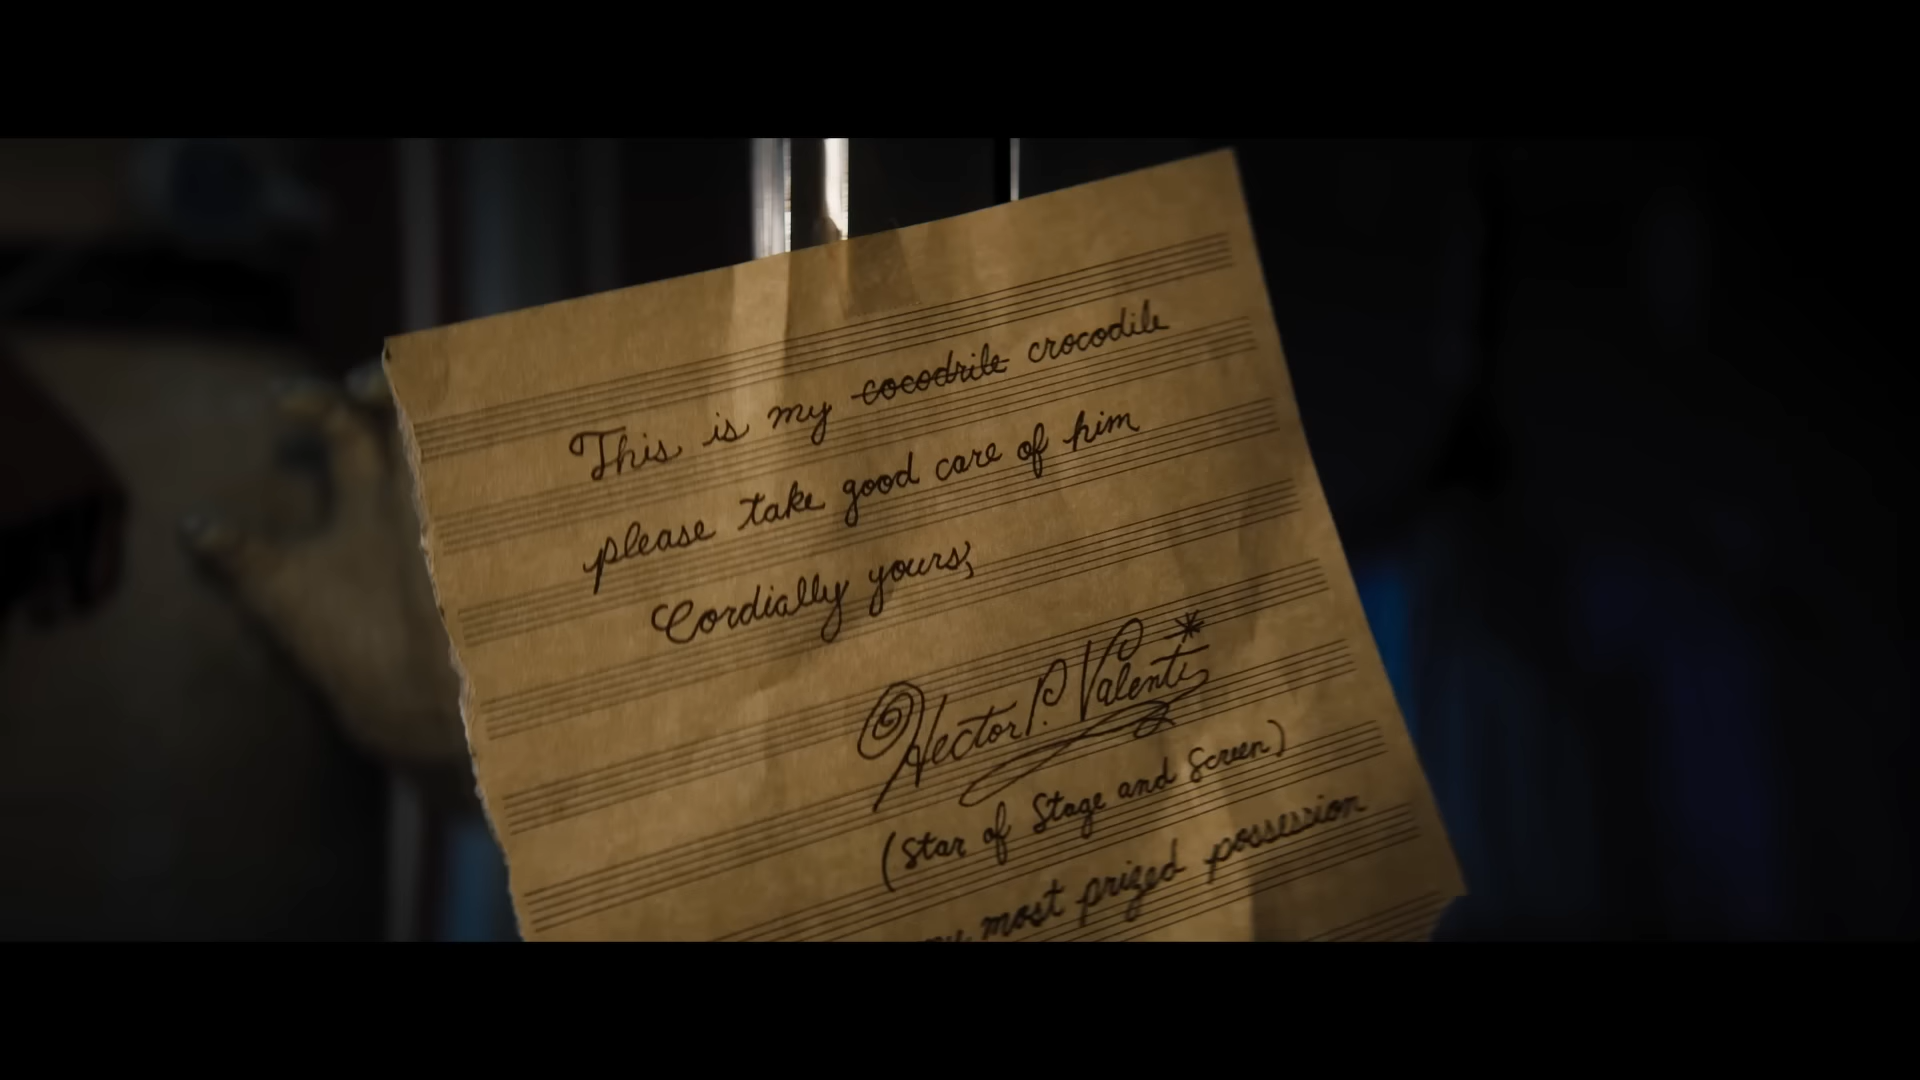 This is my cocodrile crocodile
please take good care of him
Cordially yours,
Hector P. Valenti
(Star of Stage and Screen)
my most prized possession